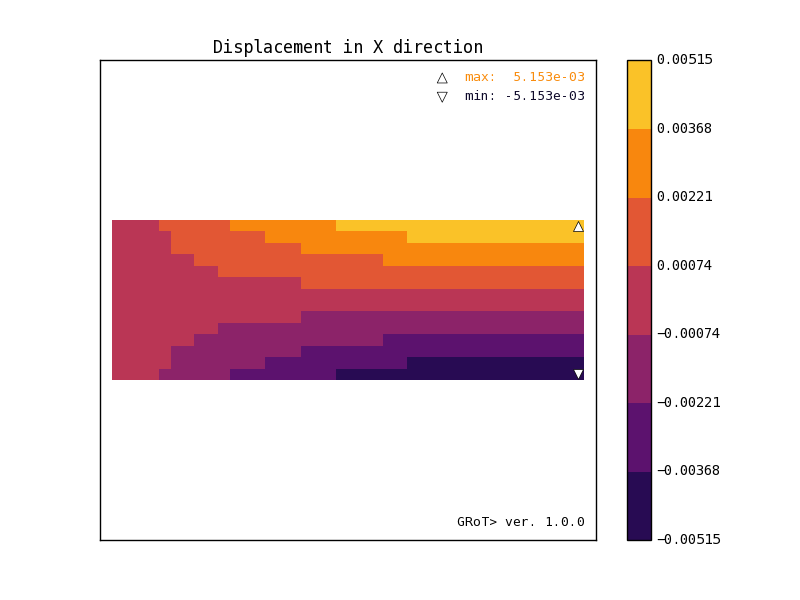 Displacement in X direction
△ max: 5.153e-03
▽ min: -5.153e-03
GRoT> ver. 1.0.0
0.00515
0.00368
0.00221
0.00074
−0.00074
−0.00221
−0.00368
−0.00515